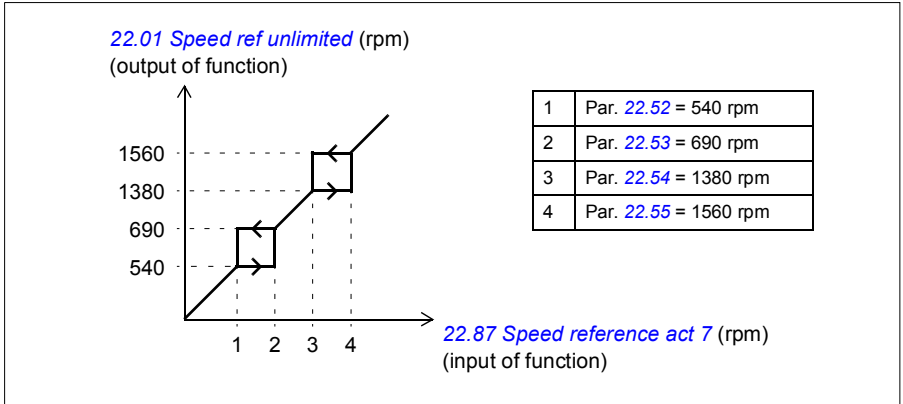 22.01 Speed ref unlimited (rpm)
(output of function)
1560
1380
690
540
1 2 3 4
22.87 Speed reference act 7 (rpm)
(input of function)
1 Par. 22.52 = 540 rpm
2 Par. 22.53 = 690 rpm
3 Par. 22.54 = 1380 rpm
4 Par. 22.55 = 1560 rpm